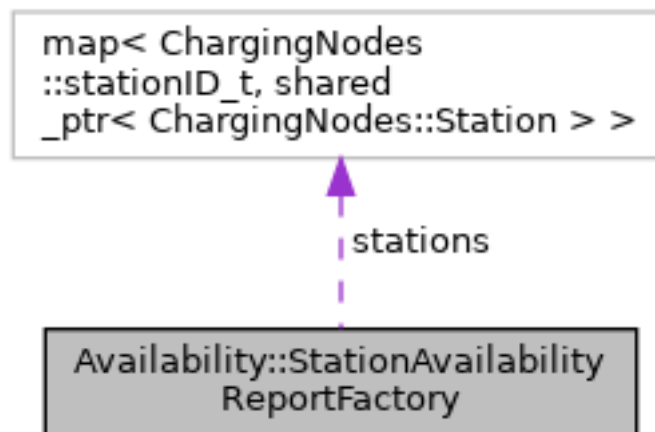 map< ChargingNodes
::stationID_t, shared
_ptr< ChargingNodes::Station > >
stations
Availability::StationAvailability
ReportFactory